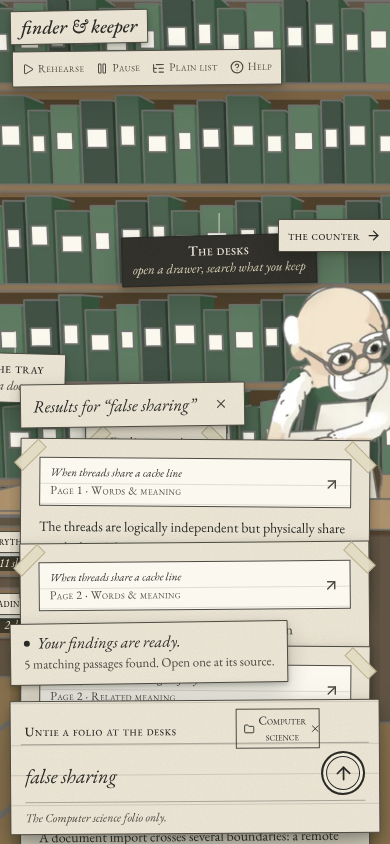 finder & keeper
Rehearse
Pause
Plain list
Help
THE COUNTER
The desks
open a drawer, search what you keep
HE TRAY
Results for “false sharing”
When threads share a cache line
Page 1 · Words & meaning
The threads are logically independent but physically share
When threads share a cache line
Page 2 · Words & meaning
Your findings are ready.
5 matching passages found. Open one at its source.
Page 2 · Related meaning
Untie a folio at the desks
Computer
science
false sharing
The Computer science folio only.
A document import crosses several boundaries: a remote